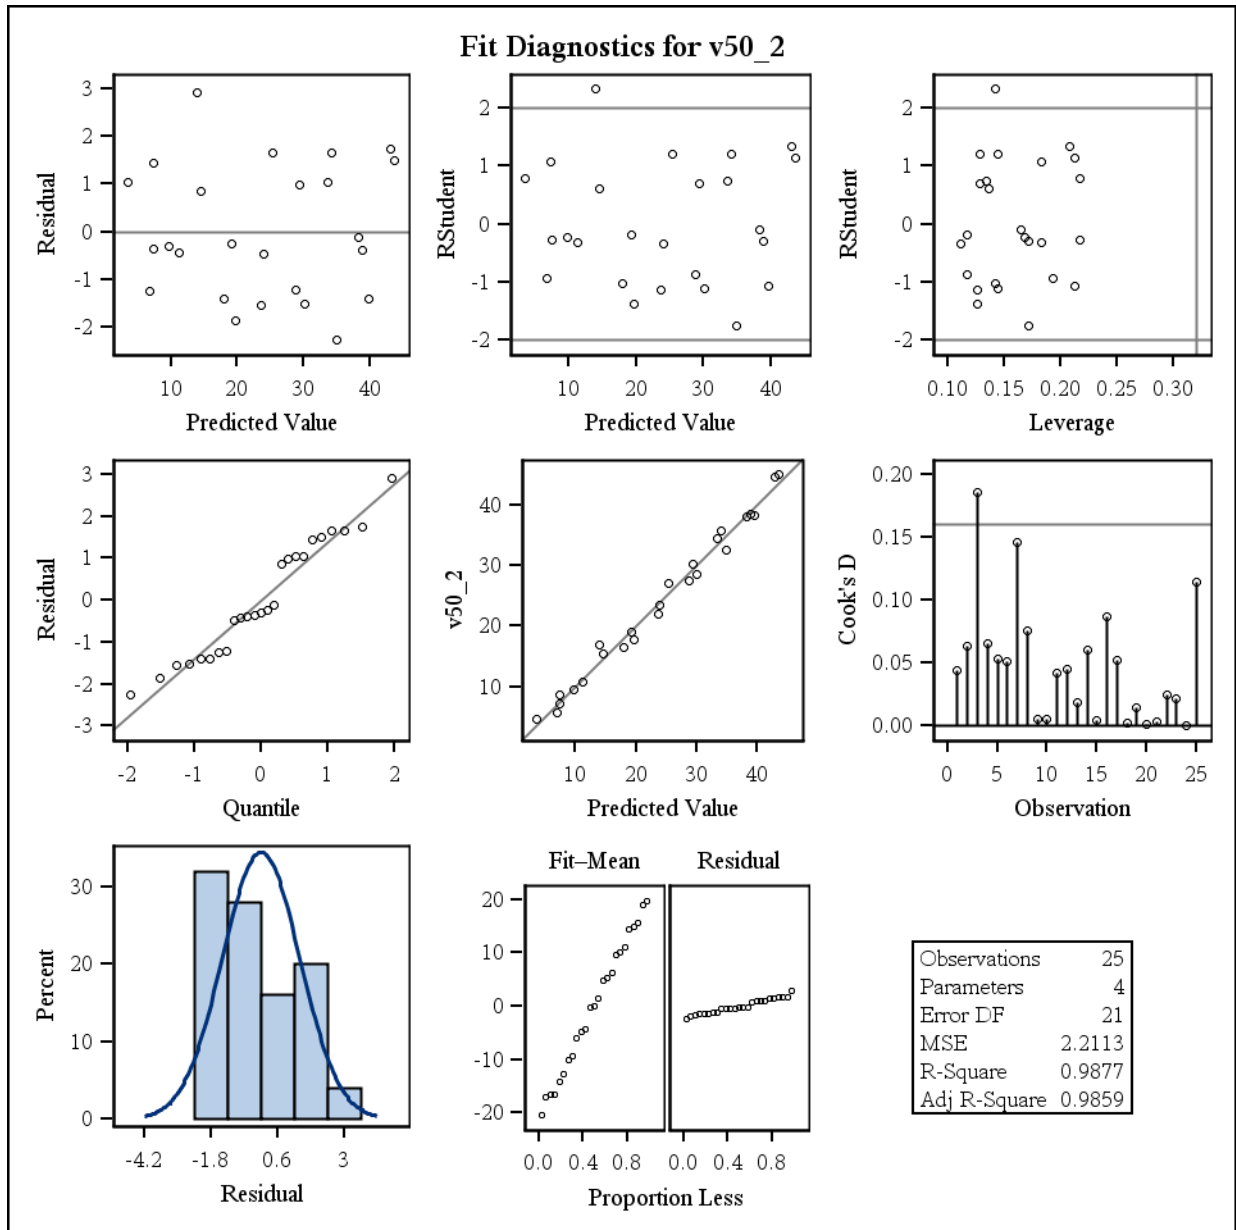 Fit Diagnostics for v50_2
3
2
1
0
-1
-2
Residual
10 20 30 40
Predicted Value
2
1
0
-1
-2
RStudent
10 20 30 40
Predicted Value
2
1
0
-1
-2
RStudent
0.10 0.15 0.20 0.25 0.30
Leverage
3
2
1
0
-1
-2
-3
Residual
-2 -1 0 1 2
Quantile
40
30
20
10
v50_2
10 20 30 40
Predicted Value
0.20
0.15
0.10
0.05
0.00
Cook's D
0 5 10 15 20 25
Observation
30
20
10
0
Percent
-4.2 -1.8 0.6 3
Residual
Fit–Mean Residual
20
10
0
-10
-20
0.0 0.4 0.8 0.0 0.4 0.8
Proportion Less
Observations 25
Parameters 4
Error DF 21
MSE 2.2113
R-Square 0.9877
Adj R-Square 0.9859